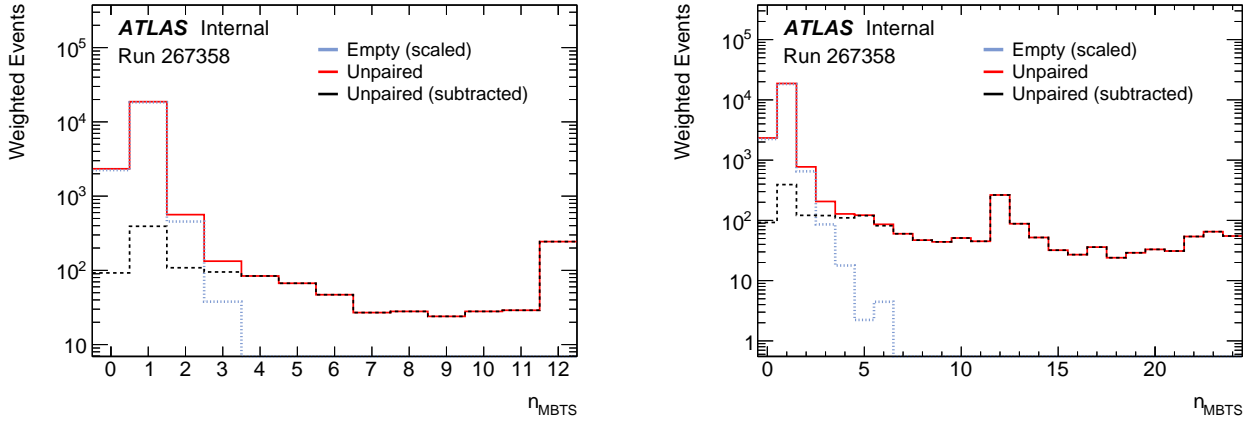 ATLAS Internal
Run 267358
Empty (scaled)
Unpaired
Unpaired (subtracted)
Weighted Events
10^5
10^4
10^3
10^2
10
0 1 2 3 4 5 6 7 8 9 10 11 12
n_MBTS
ATLAS Internal
Run 267358
Empty (scaled)
Unpaired
Unpaired (subtracted)
Weighted Events
10^5
10^4
10^3
10^2
10
1
0 5 10 15 20
n_MBTS